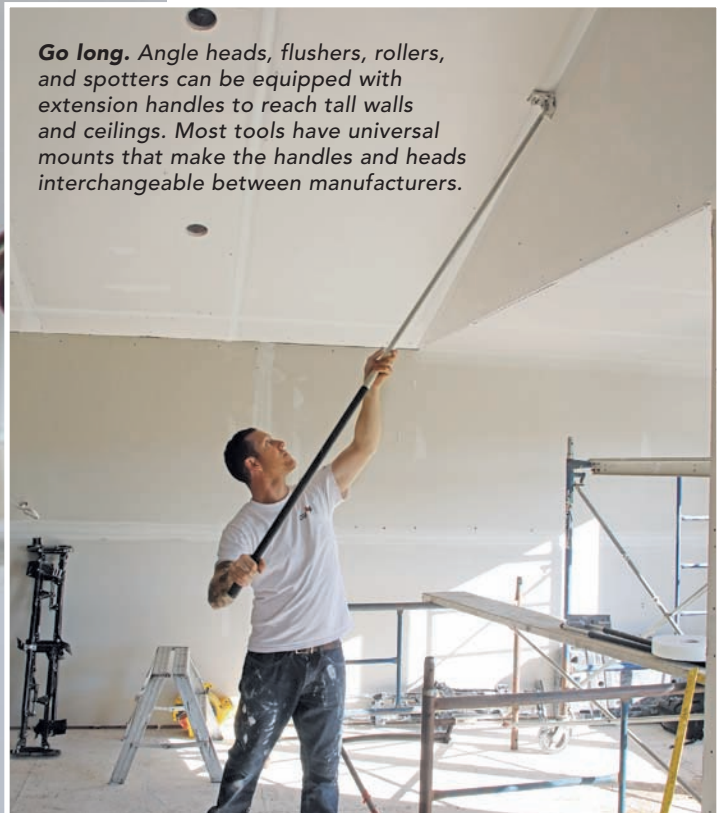 Go long. Angle heads, flushers, rollers,
and spotters can be equipped with
extension handles to reach tall walls
and ceilings. Most tools have universal
mounts that make the handles and heads
interchangeable between manufacturers.